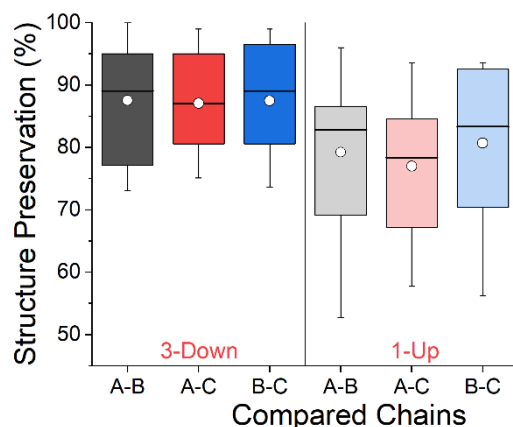 Structure Preservation (%)
100
90
80
70
60
50
3-Down
1-Up
A-B A-C B-C A-B A-C B-C
Compared Chains